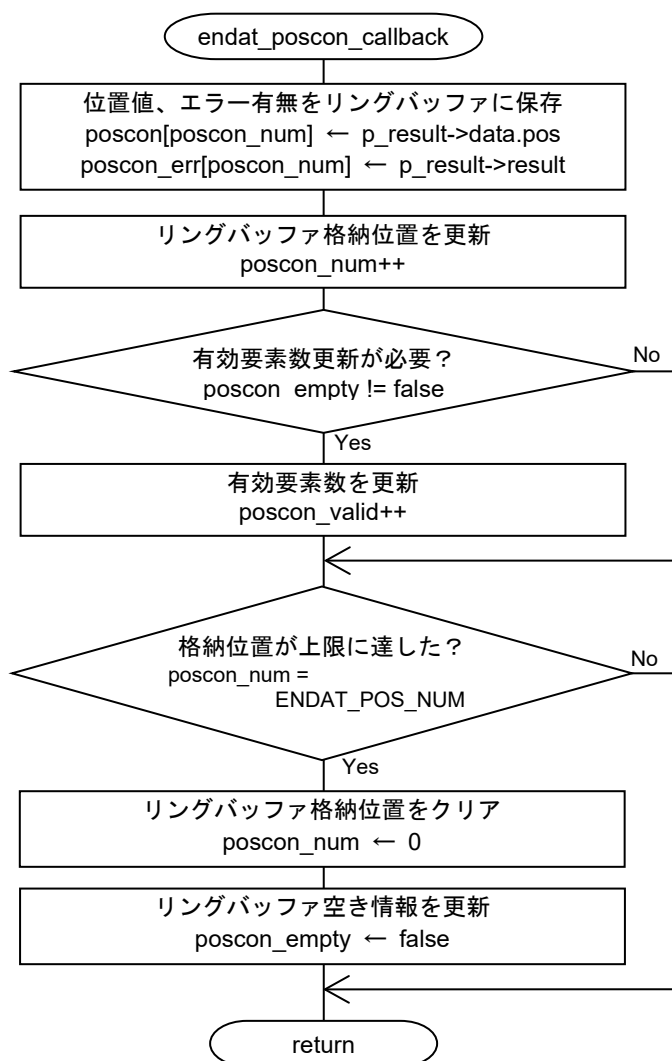 endat_poscon_callback
位置値、エラー有無をリングバッファに保存
poscon[poscon_num] ← p_result->data.pos
poscon_err[poscon_num] ← p_result->result
リングバッファ格納位置を更新
poscon_num++
有効要素数更新が必要？
poscon_empty != false
No
Yes
有効要素数を更新
poscon_valid++
格納位置が上限に達した？
poscon_num =
ENDAT_POS_NUM
No
Yes
リングバッファ格納位置をクリア
poscon_num ← 0
リングバッファ空き情報を更新
poscon_empty ← false
return